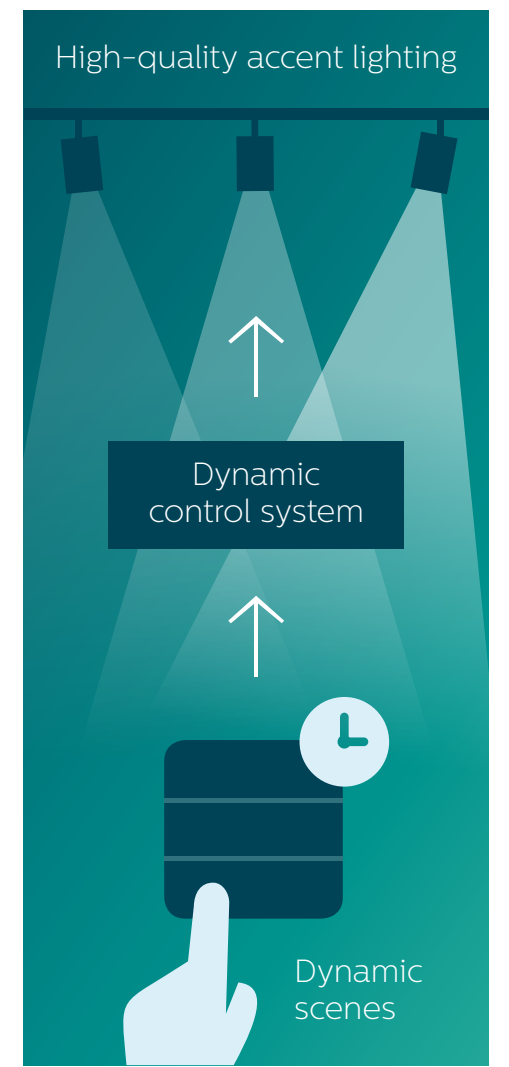 High-quality accent lighting
Dynamic
control system
Dynamic
scenes